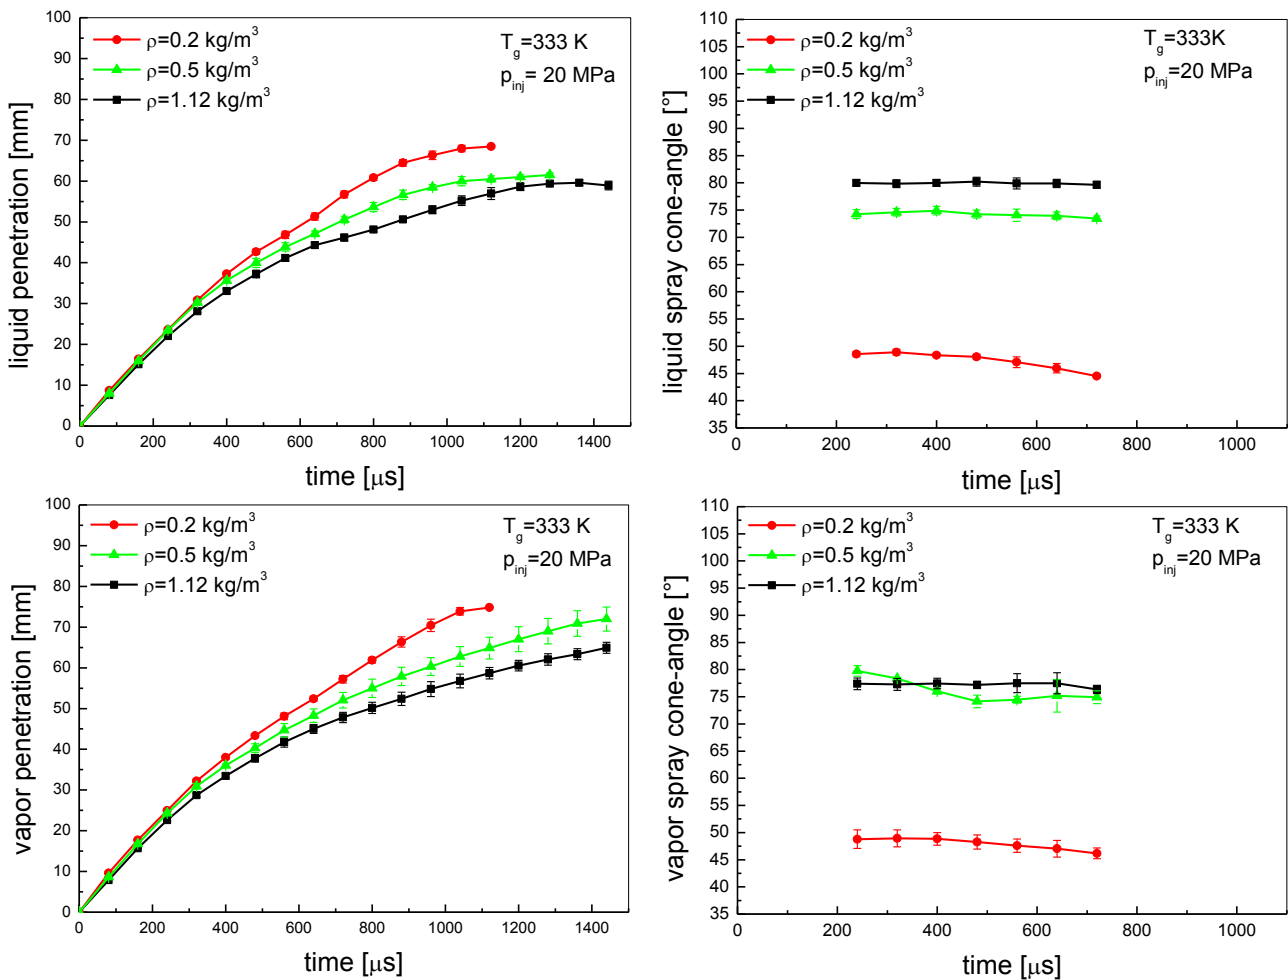 100
90
80
70
60
50
40
30
20
10
0
liquid penetration [mm]
ρ=0.2 kg/m³
ρ=0.5 kg/m³
ρ=1.12 kg/m³
T_g=333 K
p_inj= 20 MPa
0 200 400 600 800 1000 1200 1400
time [μs]
110
105
100
95
90
85
80
75
70
65
60
55
50
45
40
35
liquid spray cone-angle [°]
ρ=0.2 kg/m³
ρ=0.5 kg/m³
ρ=1.12 kg/m³
T_g=333K
p_inj=20 MPa
0 200 400 600 800 1000
time [μs]
100
90
80
70
60
50
40
30
20
10
0
vapor penetration [mm]
ρ=0.2 kg/m³
ρ=0.5 kg/m³
ρ=1.12 kg/m³
T_g=333 K
p_inj=20 MPa
0 200 400 600 800 1000 1200 1400
time [μs]
110
105
100
95
90
85
80
75
70
65
60
55
50
45
40
35
vapor spray cone-angle [°]
ρ=0.2 kg/m³
ρ=0.5 kg/m³
ρ=1.12 kg/m³
T_g=333 K
p_inj=20 MPa
0 200 400 600 800 1000
time [μs]